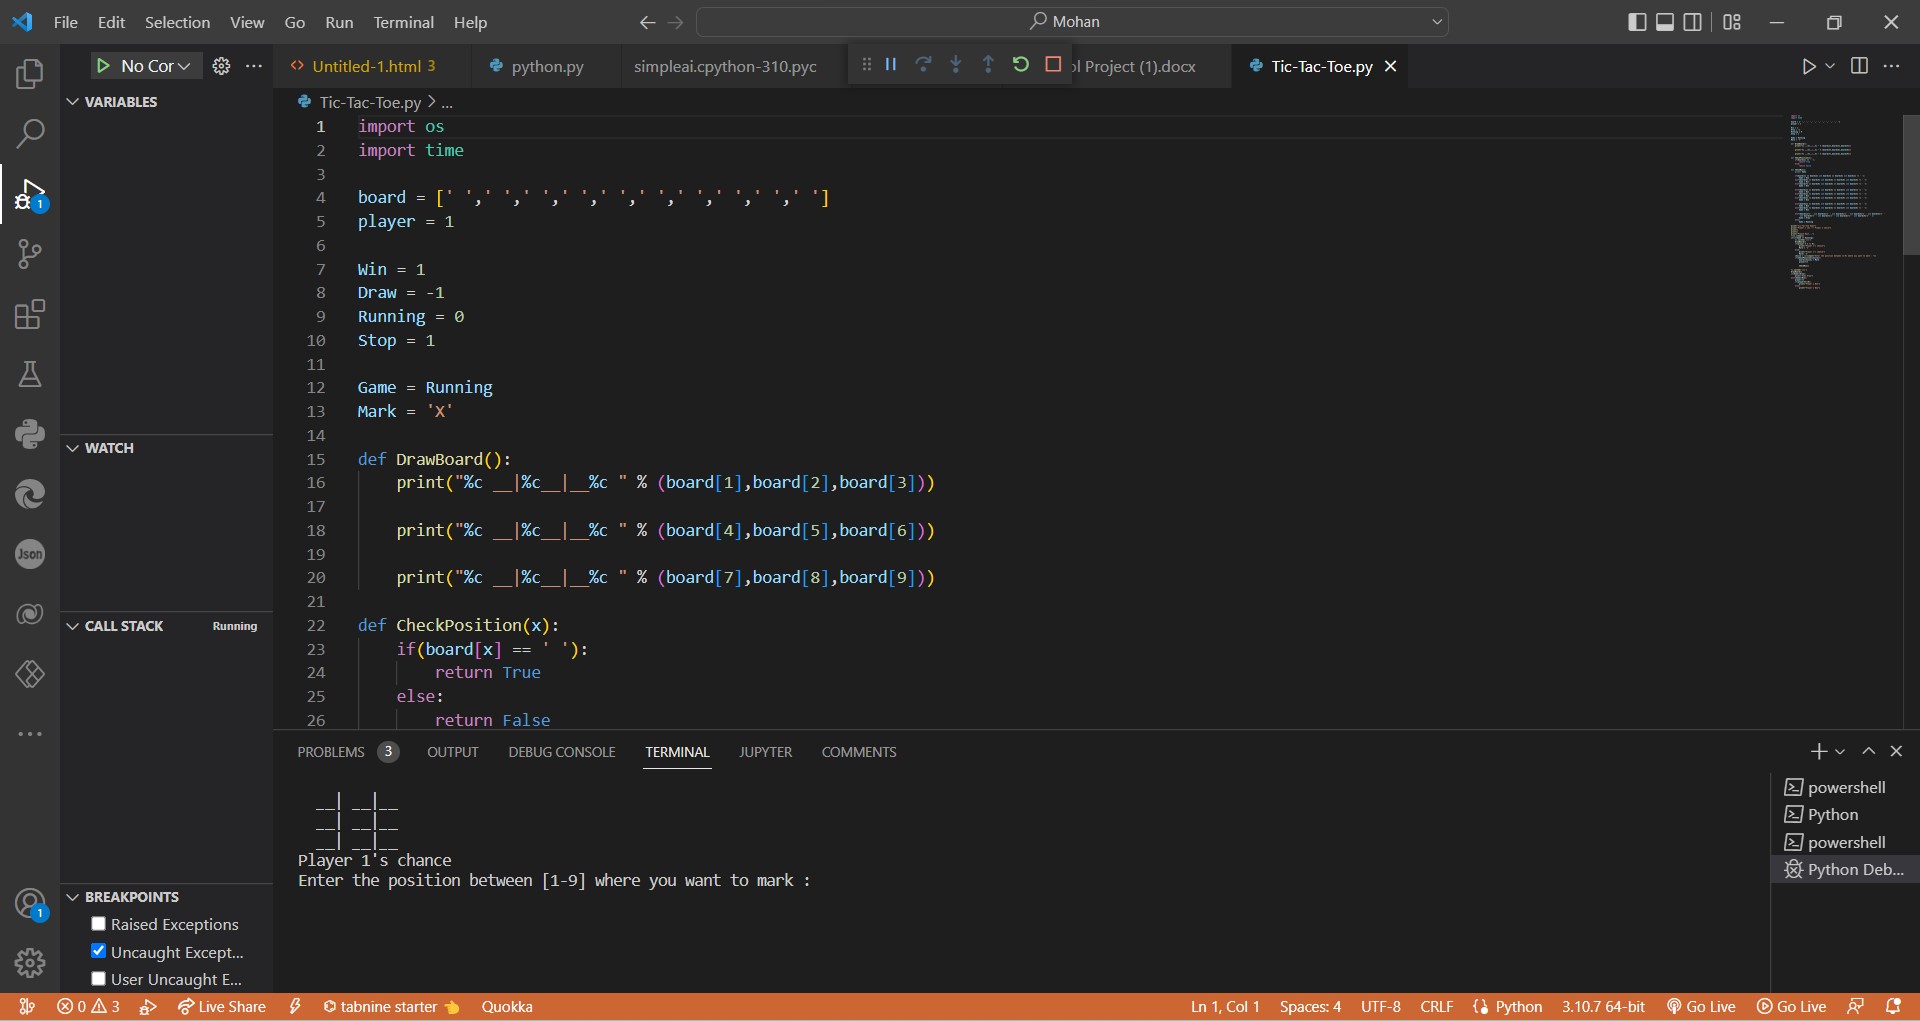 File Edit Selection View Go Run Terminal Help
Mohan
No Cor
Untitled-1.html 3
python.py
simpleai.cpython-310.pyc
ol Project (1).docx
Tic-Tac-Toe.py
VARIABLES
Tic-Tac-Toe.py > ...
1 import os
2 import time
3
4 board = [' ',' ',' ',' ',' ',' ',' ',' ',' ',' ']
5 player = 1
6
7 Win = 1
8 Draw = -1
9 Running = 0
10 Stop = 1
11
12 Game = Running
13 Mark = 'X'
14
15 def DrawBoard():
16 print("%c __|%c__|__%c " % (board[1],board[2],board[3]))
17
18 print("%c __|%c__|__%c " % (board[4],board[5],board[6]))
19
20 print("%c __|%c__|__%c " % (board[7],board[8],board[9]))
21
22 def CheckPosition(x):
23 if(board[x] == ' '):
24 return True
25 else:
26 return False
WATCH
CALL STACK Running
BREAKPOINTS
Raised Exceptions
Uncaught Except...
User Uncaught E...
Json
1
1
PROBLEMS 3 OUTPUT DEBUG CONSOLE TERMINAL JUPYTER COMMENTS
__| __|__
__| __|__
__| __|__
Player 1's chance
Enter the position between [1-9] where you want to mark :
powershell
Python
powershell
Python Deb...
0 3 Live Share tabnine starter Quokka
Ln 1, Col 1 Spaces: 4 UTF-8 CRLF Python 3.10.7 64-bit Go Live Go Live